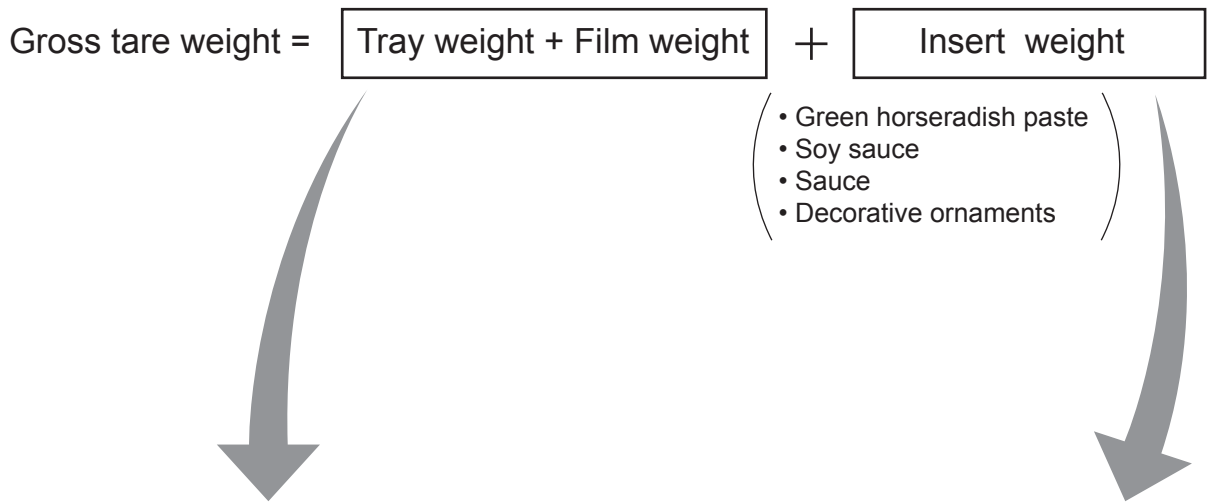 Gross tare weight = Tray weight + Film weight + Insert weight
• Green horseradish paste
• Soy sauce
• Sauce
• Decorative ornaments